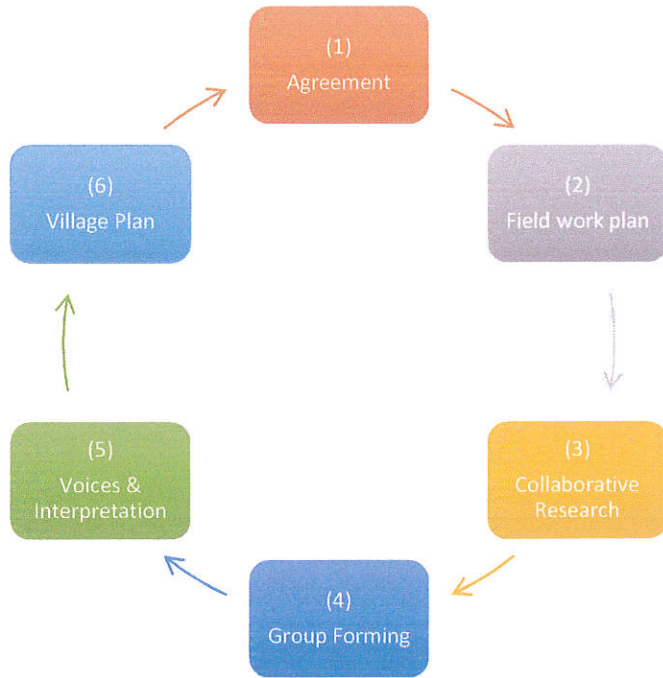 (1)
Agreement
(2)
Field work plan
(3)
Collaborative
Research
(4)
Group Forming
(5)
Voices &
Interpretation
(6)
Village Plan